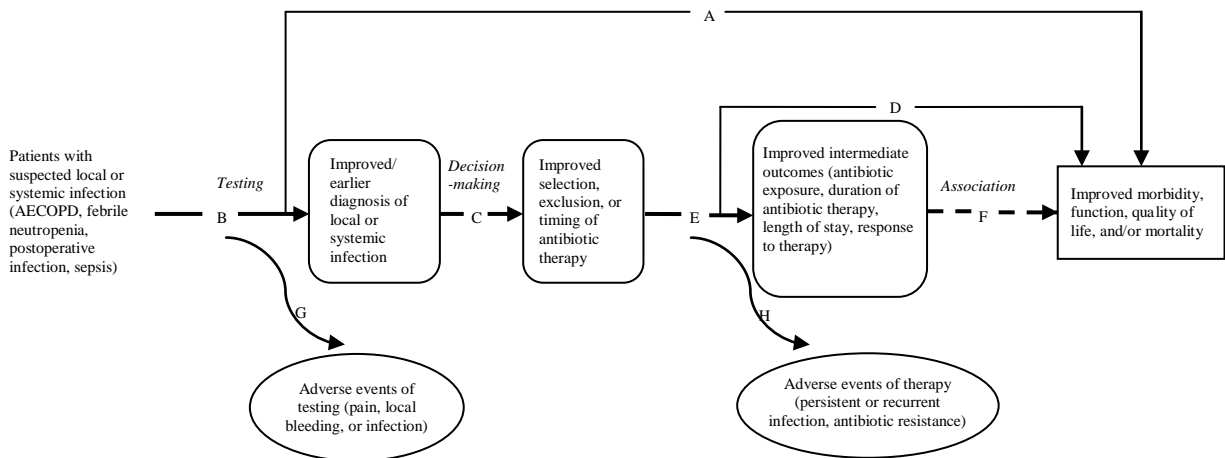 A
D
Patients with
suspected local or
systemic infection
(AECOPD, febrile
neutropenia,
postoperative
infection, sepsis)
Testing
B
Improved/
earlier
diagnosis of
local or
systemic
infection
Decision
-making
C
Improved
selection,
exclusion, or
timing of
antibiotic
therapy
E
Improved intermediate
outcomes (antibiotic
exposure, duration of
antibiotic therapy,
length of stay, response
to therapy)
Association
F
Improved morbidity,
function, quality of
life, and/or mortality
G
H
Adverse events of
testing (pain, local
bleeding, or infection)
Adverse events of therapy
(persistent or recurrent
infection, antibiotic resistance)